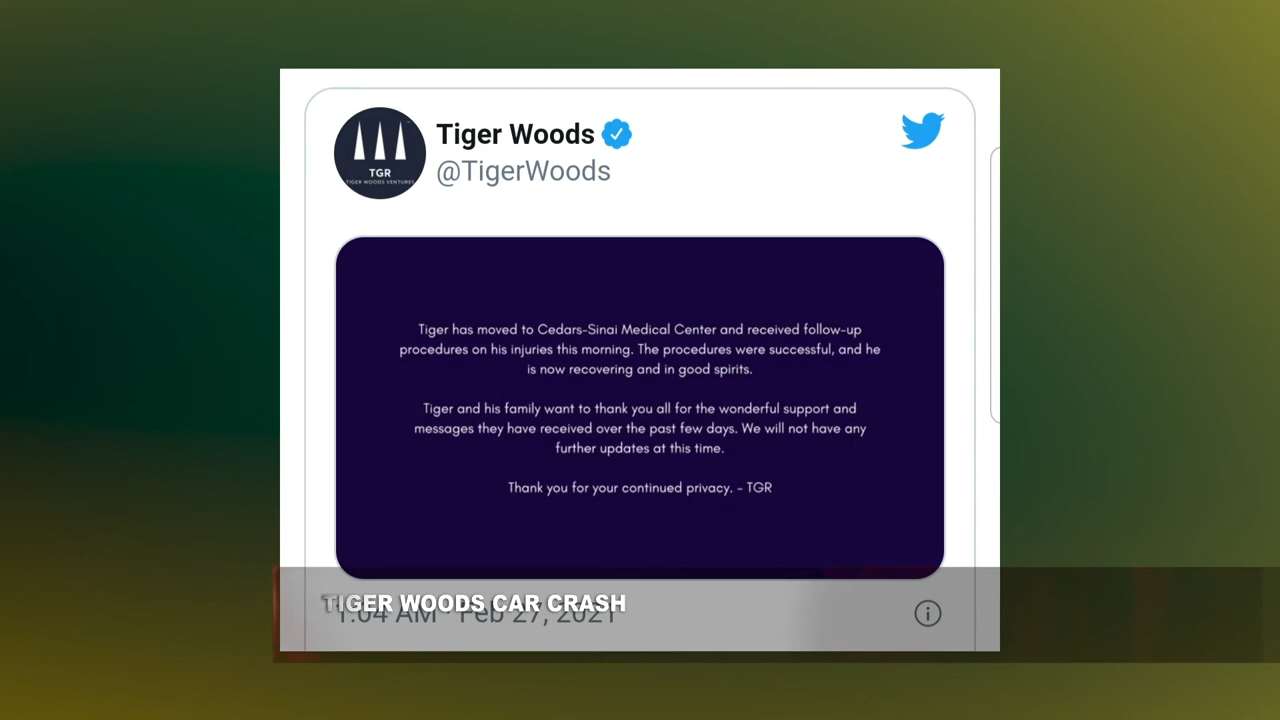 Tiger Woods
@TigerWoods
TGR
TIGER WOODS VENTURES
Tiger has moved to Cedars-Sinai Medical Center and received follow-up
procedures on his injuries this morning. The procedures were successful, and he
is now recovering and in good spirits.
Tiger and his family want to thank you all for the wonderful support and
messages they have received over the past few days. We will not have any
further updates at this time.
Thank you for your continued privacy. - TGR
TIGER WOODS CAR CRASH
1:04 AM · Feb 27, 2021